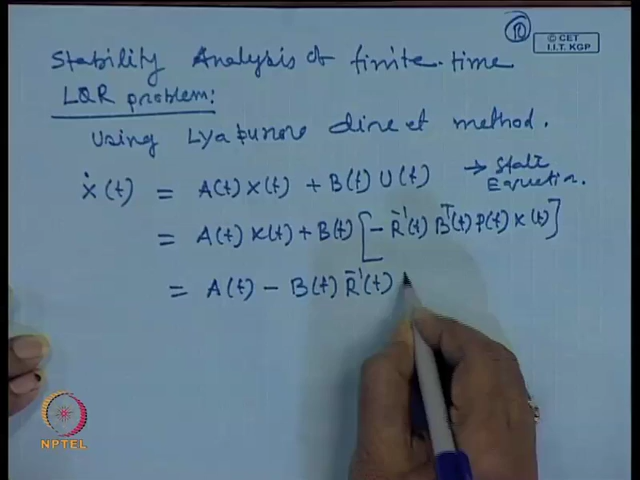 10
© CET
I.I.T. KGP
Stability Analysis of finite-time
LQR problem:
Using Lyapunovs direct method.
ẋ(t) = A(t) x(t) + B(t) U(t) → State Equation.
= A(t) x(t) + B(t) [- R⁻¹(t) Bᵀ(t) P(t) x(t)]
= A(t) - B(t) R⁻¹(t)
NPTEL